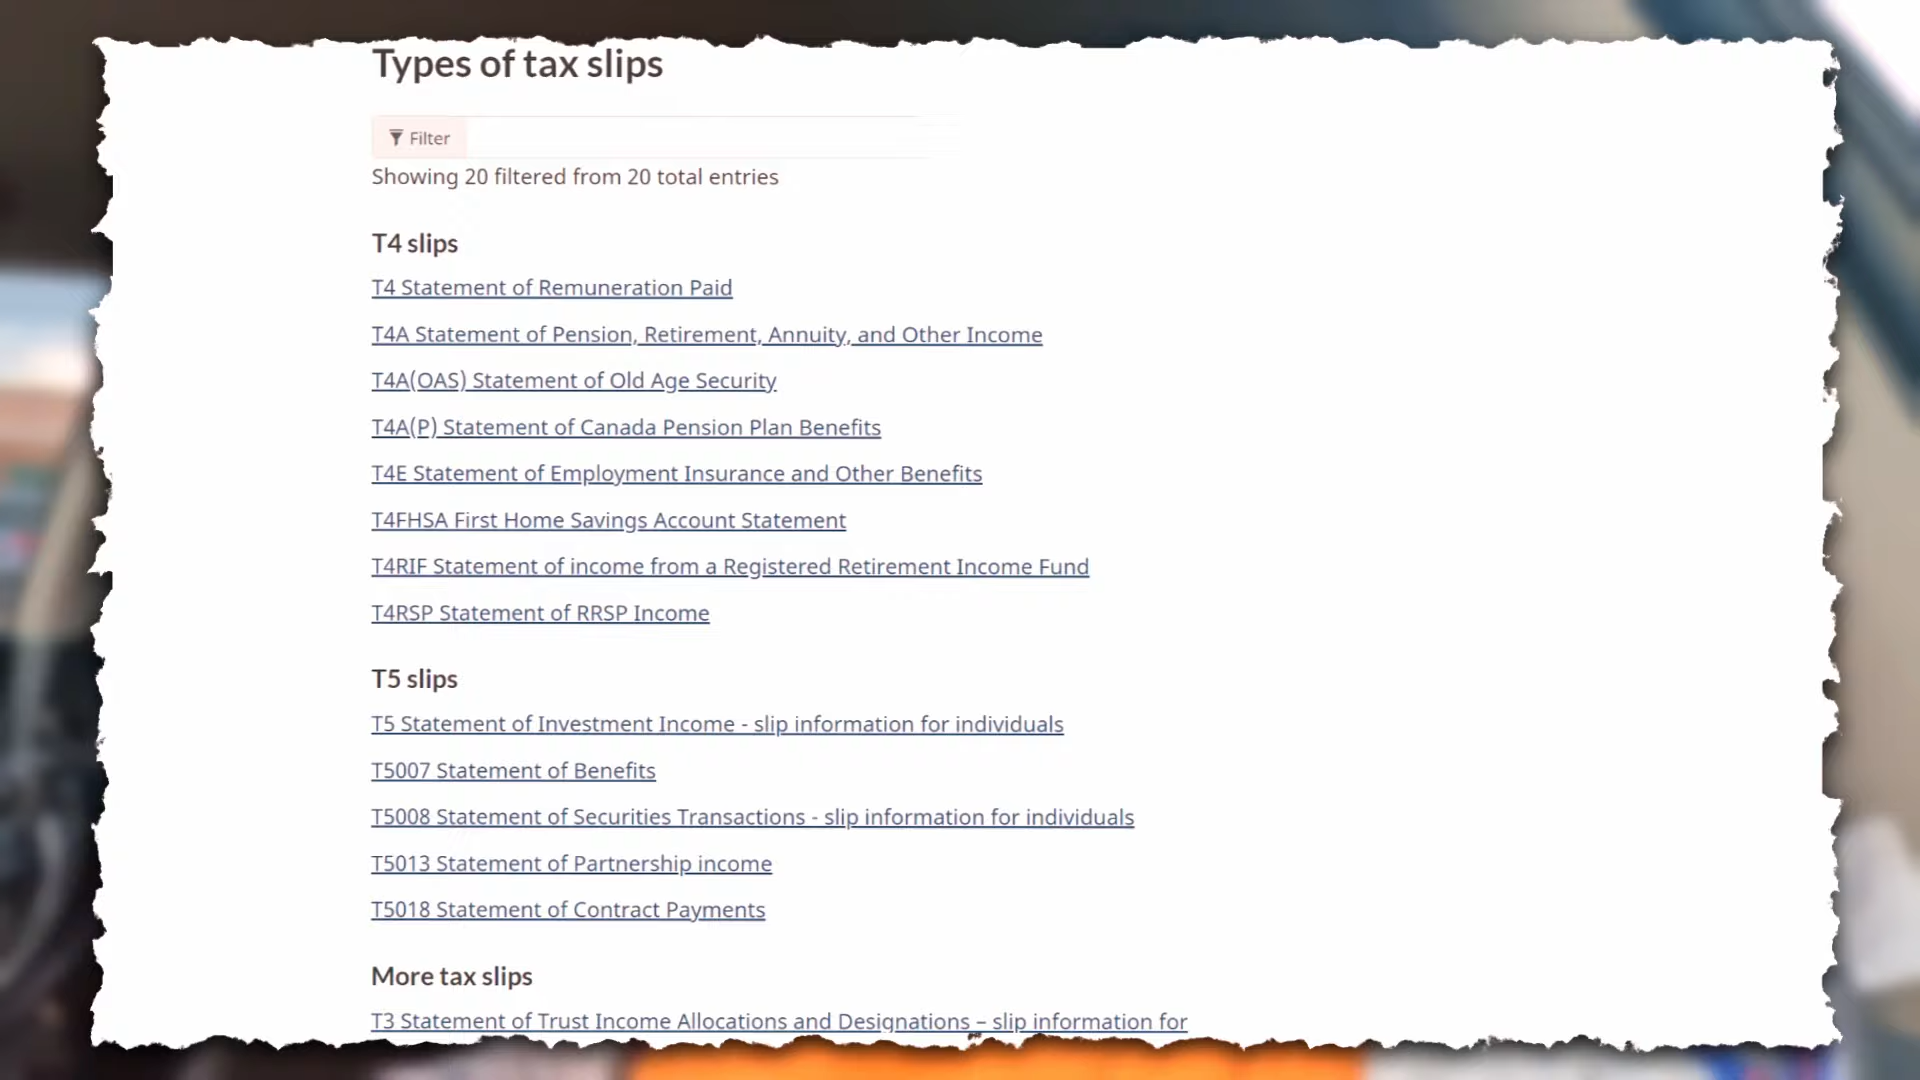 Types of tax slips
Filter
Showing 20 filtered from 20 total entries
T4 slips
T4 Statement of Remuneration Paid
T4A Statement of Pension, Retirement, Annuity, and Other Income
T4A(OAS) Statement of Old Age Security
T4A(P) Statement of Canada Pension Plan Benefits
T4E Statement of Employment Insurance and Other Benefits
T4FHSA First Home Savings Account Statement
T4RIF Statement of income from a Registered Retirement Income Fund
T4RSP Statement of RRSP Income
T5 slips
T5 Statement of Investment Income - slip information for individuals
T5007 Statement of Benefits
T5008 Statement of Securities Transactions - slip information for individuals
T5013 Statement of Partnership income
T5018 Statement of Contract Payments
More tax slips
T3 Statement of Trust Income Allocations and Designations – slip information for